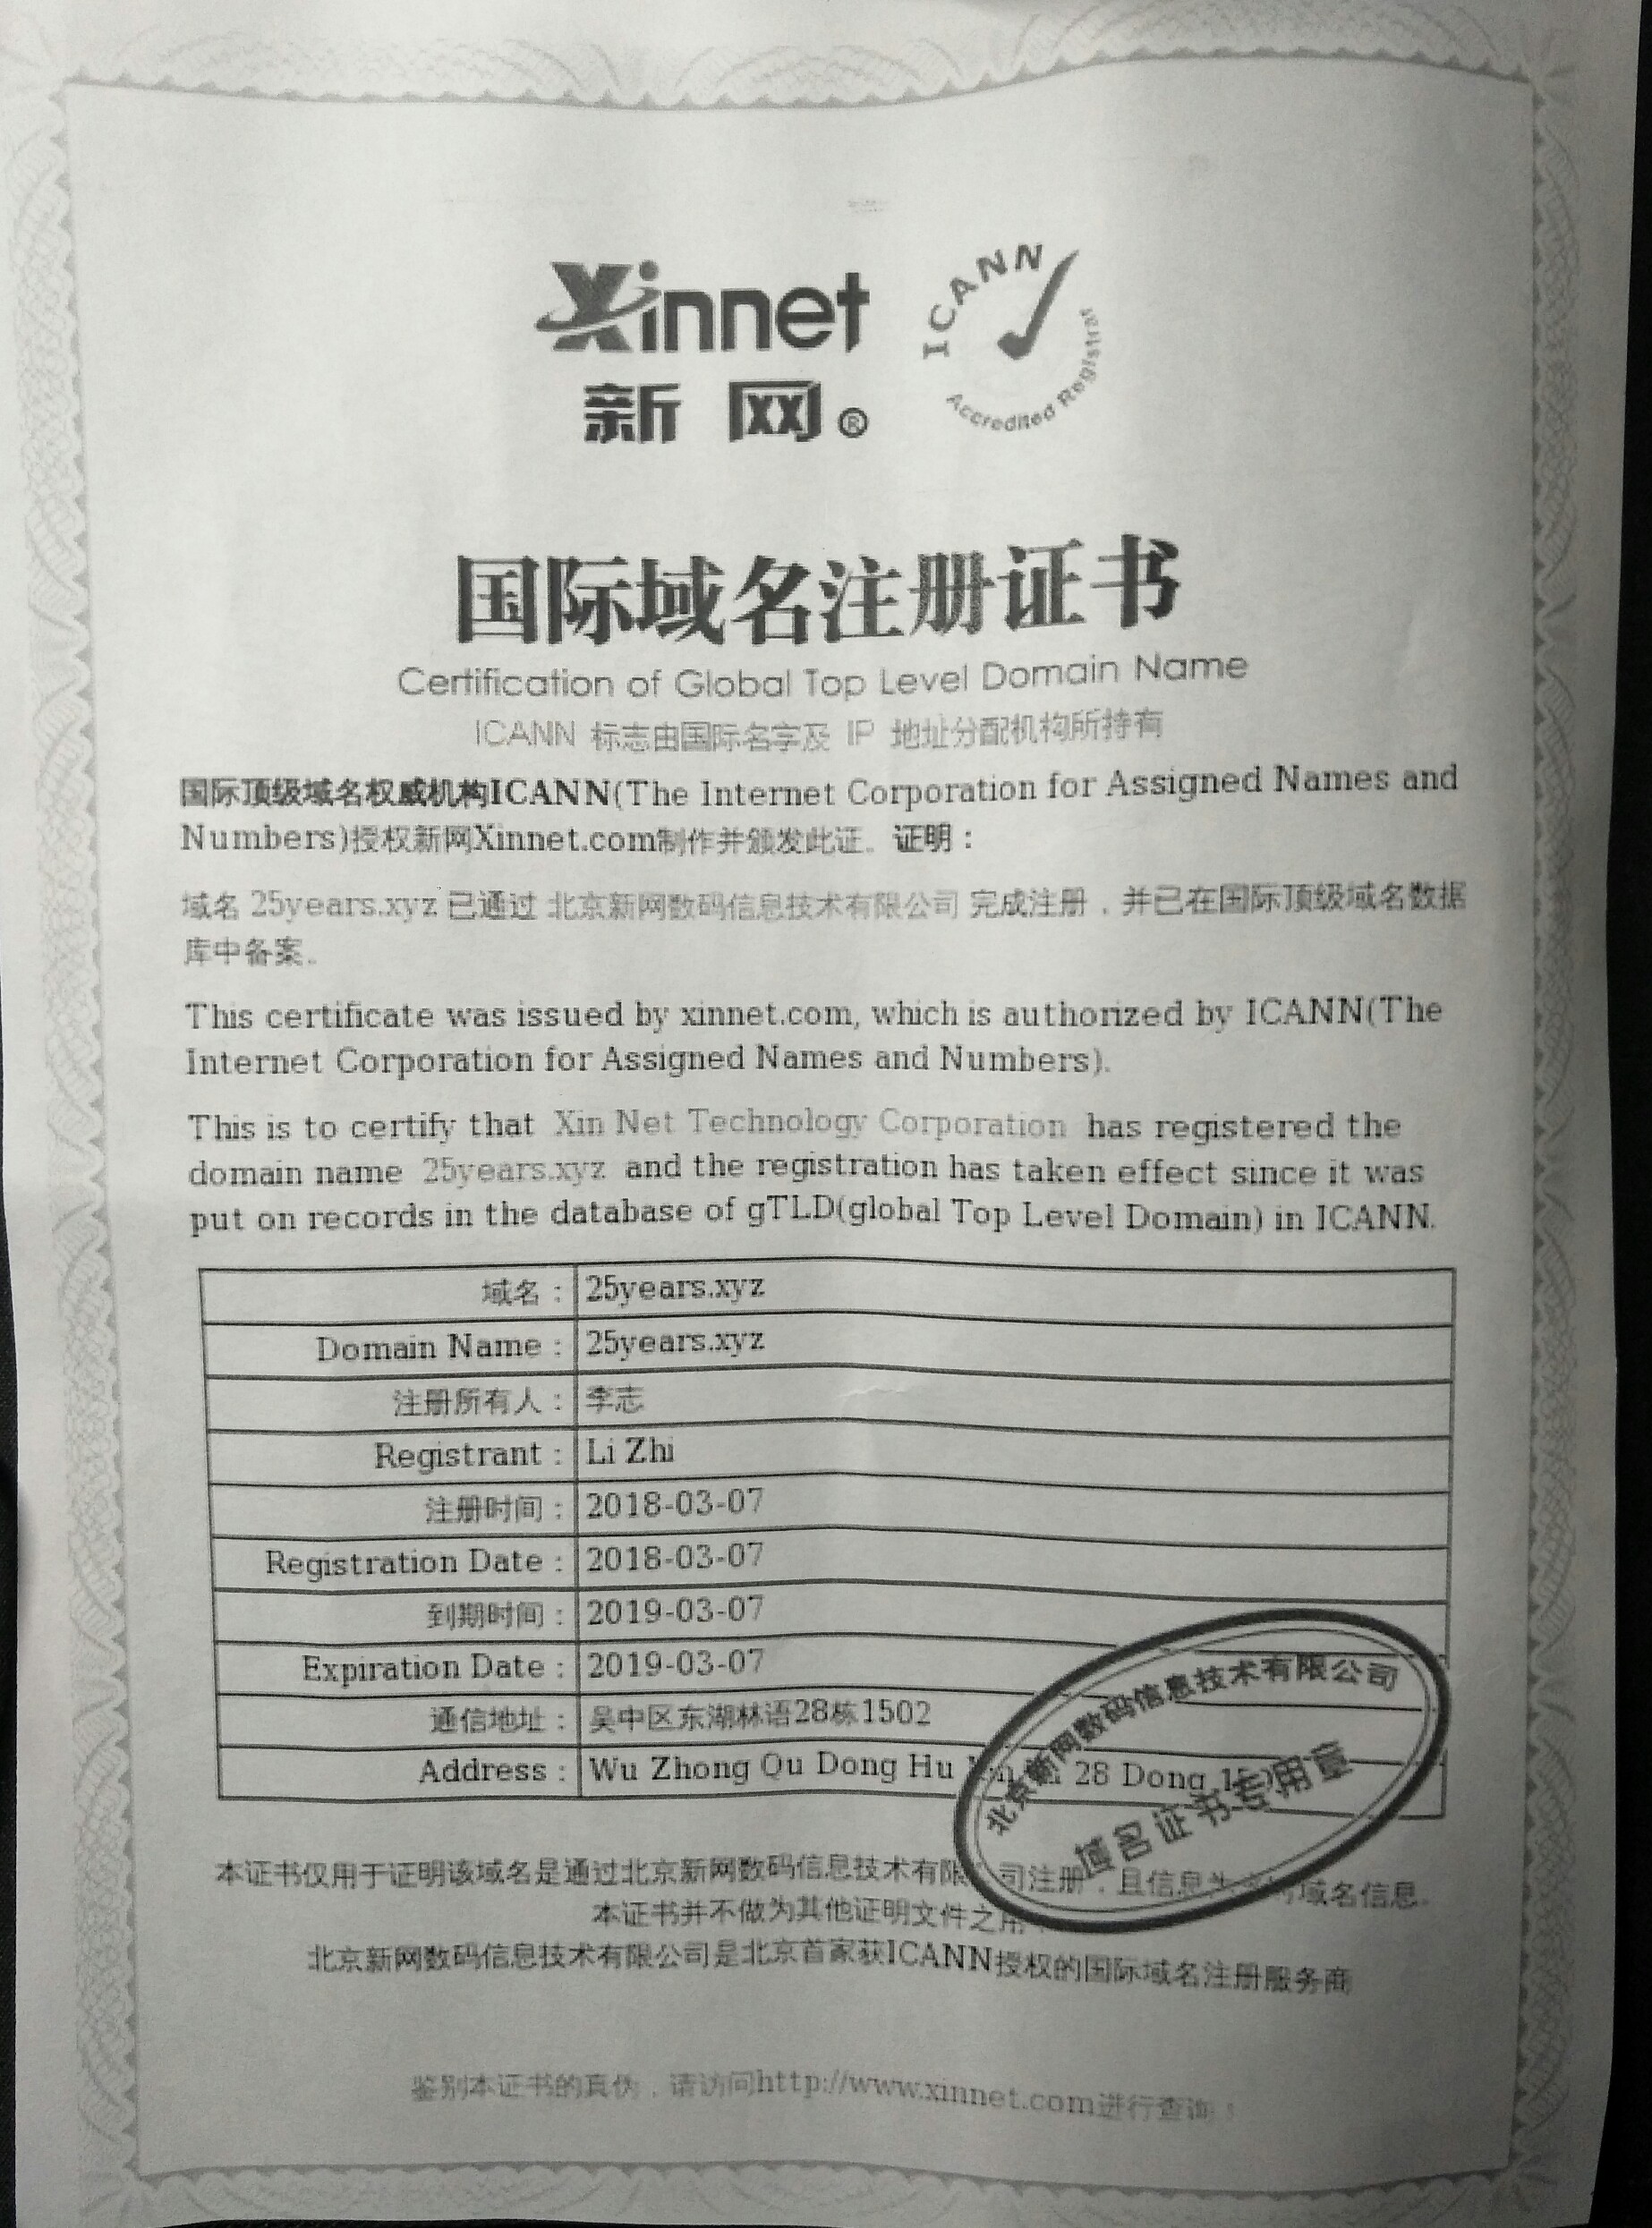 Xinnet
新网®
ICANN
Accredited Registrar
国际域名注册证书
Certification of Global Top Level Domain Name
ICANN 标志由国际名字及 IP 地址分配机构所持有
国际顶级域名权威机构ICANN(The Internet Corporation for Assigned Names and
Numbers)授权新网Xinnet.com制作并颁发此证。证明：
域名 25years.xyz 已通过 北京新网数码信息技术有限公司 完成注册，并已在国际顶级域名数据
库中备案。
This certificate was issued by xinnet.com, which is authorized by ICANN(The
Internet Corporation for Assigned Names and Numbers).
This is to certify that Xin Net Technology Corporation has registered the
domain name 25years.xyz and the registration has taken effect since it was
put on records in the database of gTLD(global Top Level Domain) in ICANN.
域名： 25years.xyz
Domain Name： 25years.xyz
注册所有人： 李志
Registrant： Li Zhi
注册时间： 2018-03-07
Registration Date： 2018-03-07
到期时间： 2019-03-07
Expiration Date： 2019-03-07
通信地址： 吴中区东湖林语28栋1502
Address： Wu Zhong Qu Dong Hu 28 Dong
北京新网数码信息技术有限公司
域名证书专用章
本证书仅用于证明该域名是通过北京新网数码信息技术有限司注册，且信息域名信息。
本证书并不做为其他证明文件之用
北京新网数码信息技术有限公司是北京首家获ICANN授权的国际域名注册服务商
鉴别本证书的真伪，请访问http://www.xinnet.com进行查询！